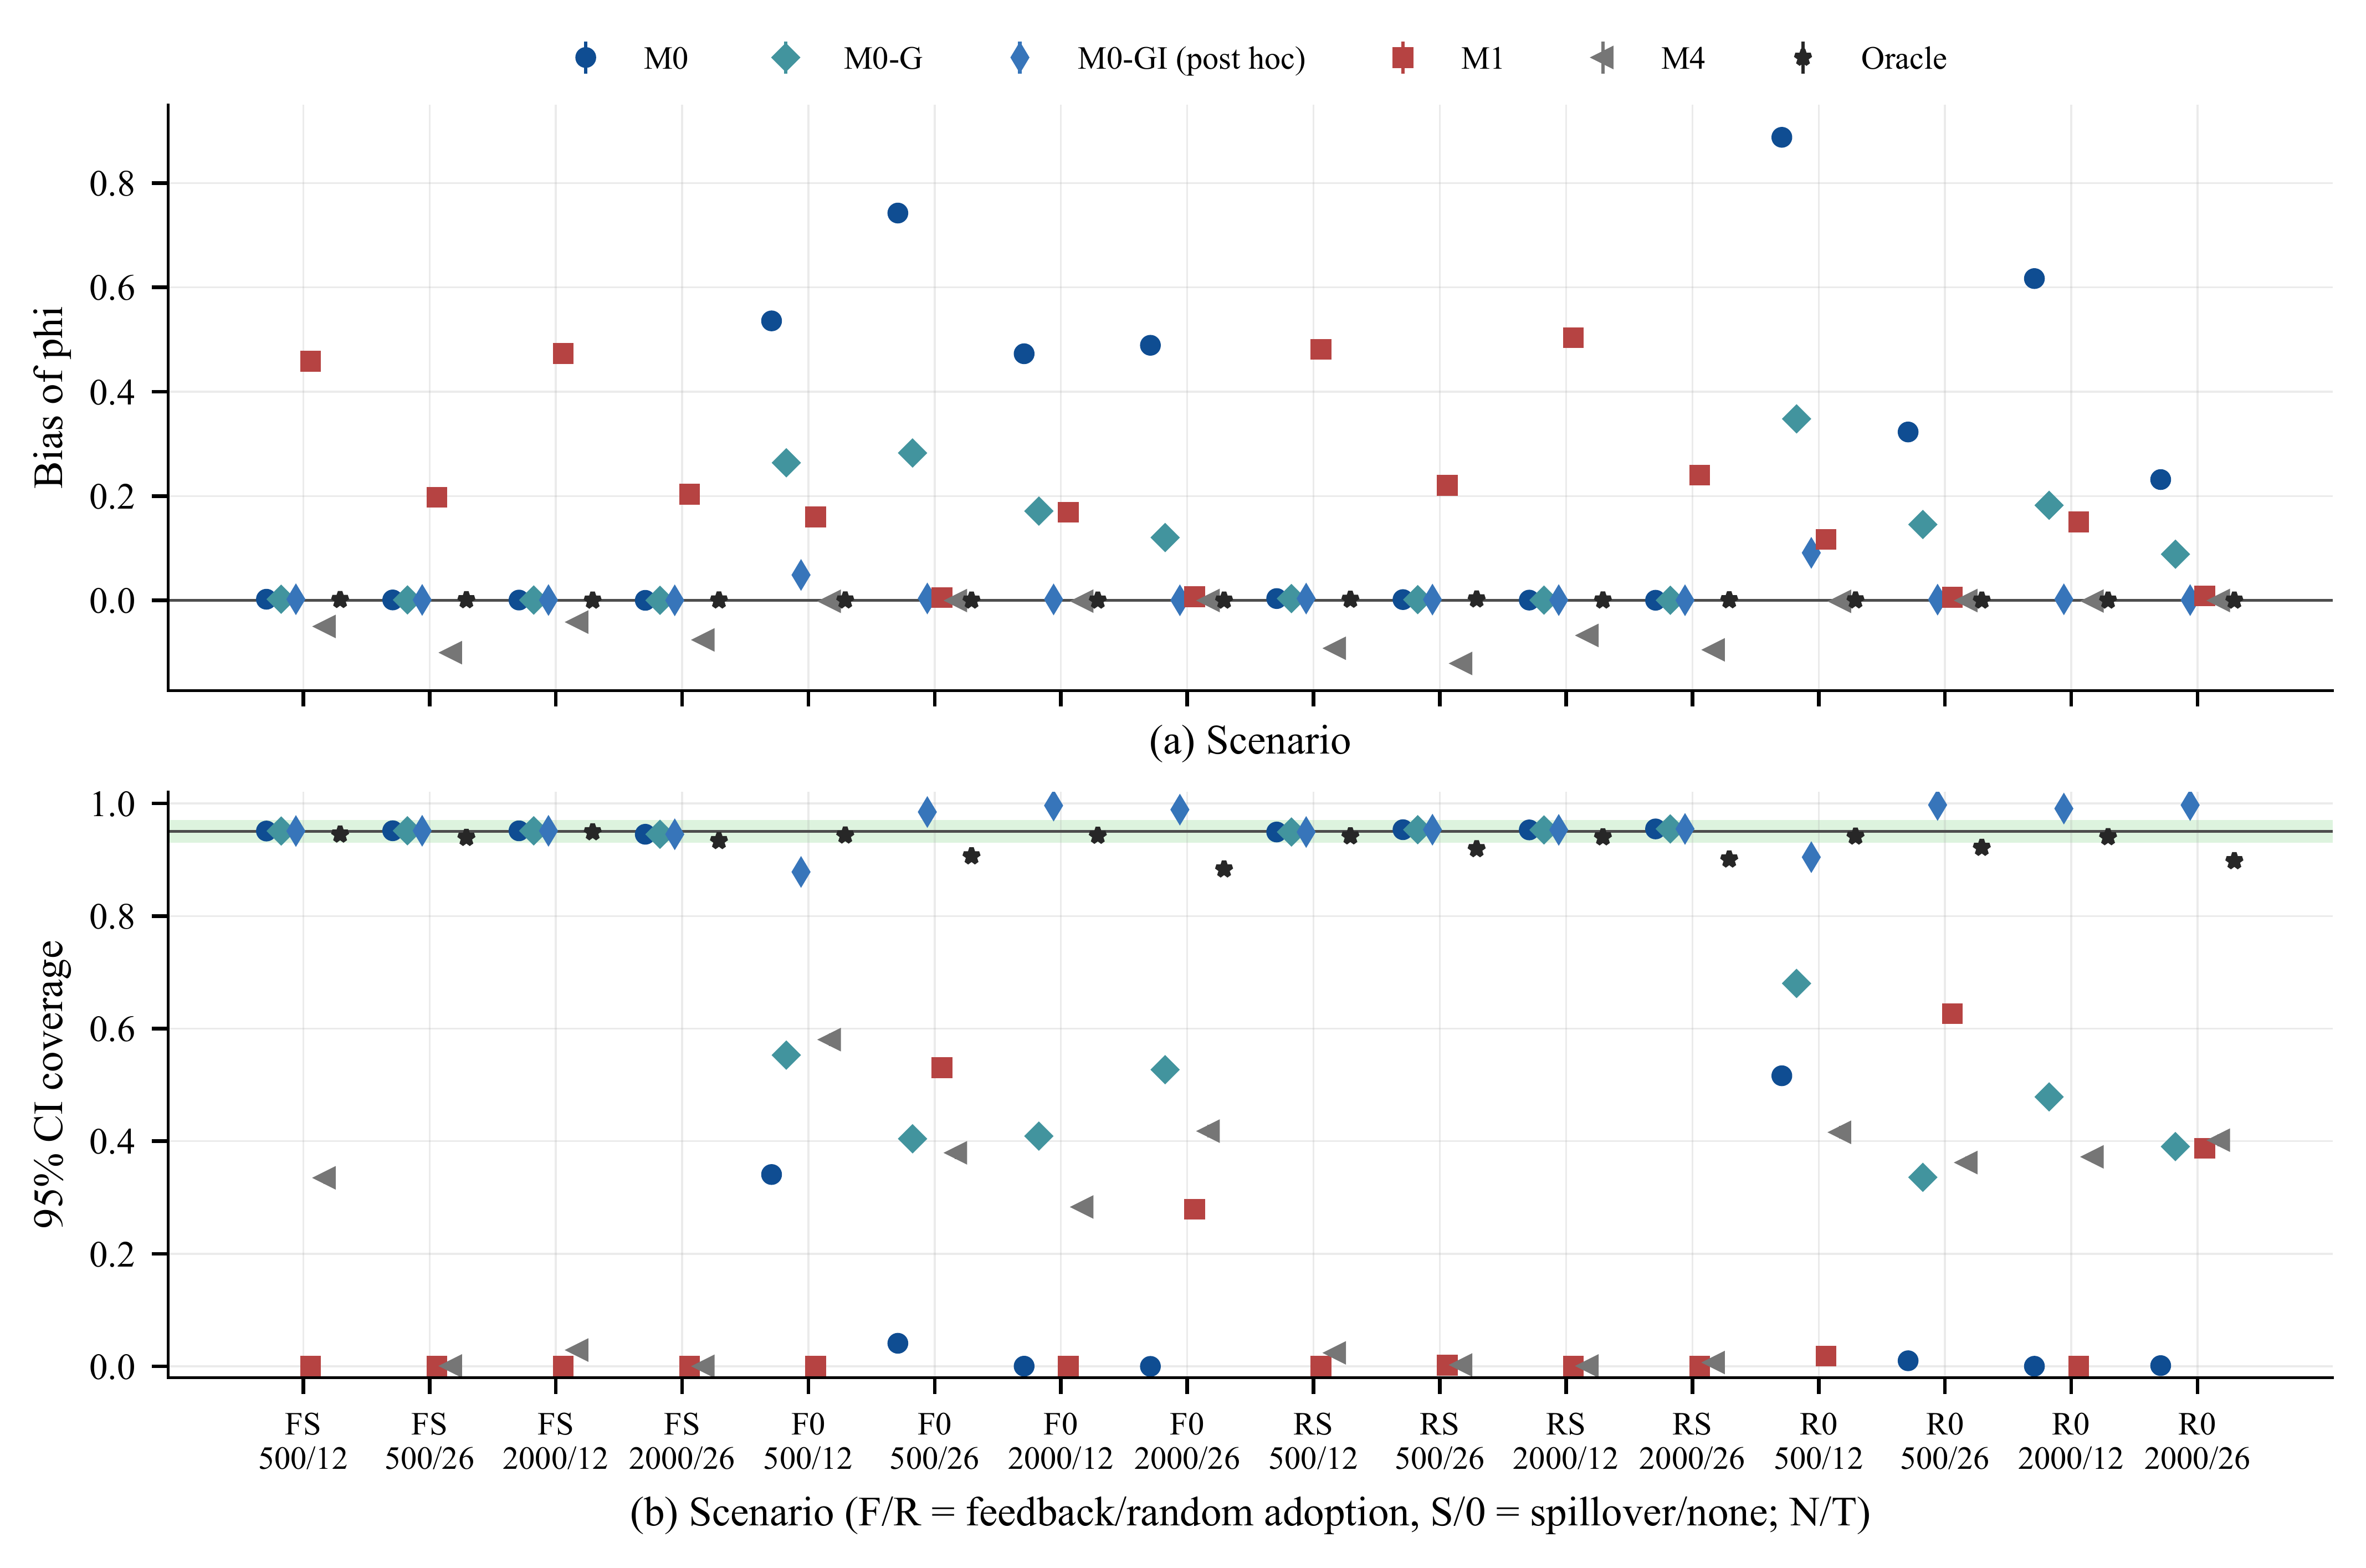 M0 M0-G M0-GI (post hoc) M1 M4 Oracle
Bias of phi
0.8
0.6
0.4
0.2
0.0
(a) Scenario
95% CI coverage
1.0
0.8
0.6
0.4
0.2
0.0
FS FS FS FS F0 F0 F0 F0 RS RS RS RS R0 R0 R0 R0
500/12 500/26 2000/12 2000/26 500/12 500/26 2000/12 2000/26 500/12 500/26 2000/12 2000/26 500/12 500/26 2000/12 2000/26
(b) Scenario (F/R = feedback/random adoption, S/0 = spillover/none; N/T)